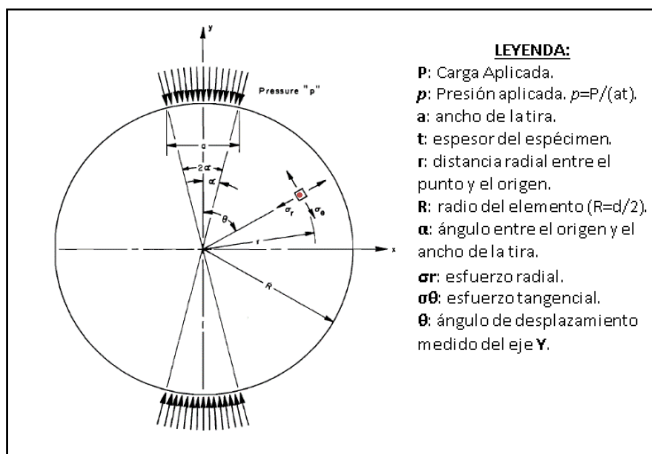 y
Pressure "p"
a
2α
α
θ
σr
σθ
r
x
R
LEYENDA:
P: Carga Aplicada.
p: Presión aplicada. p=P/(at).
a: ancho de la tira.
t: espesor del espécimen.
r: distancia radial entre el
punto y el origen.
R: radio del elemento (R=d/2).
α: ángulo entre el origen y el
ancho de la tira.
σr: esfuerzo radial.
σθ: esfuerzo tangencial.
θ: ángulo de desplazamiento
medido del eje Y.